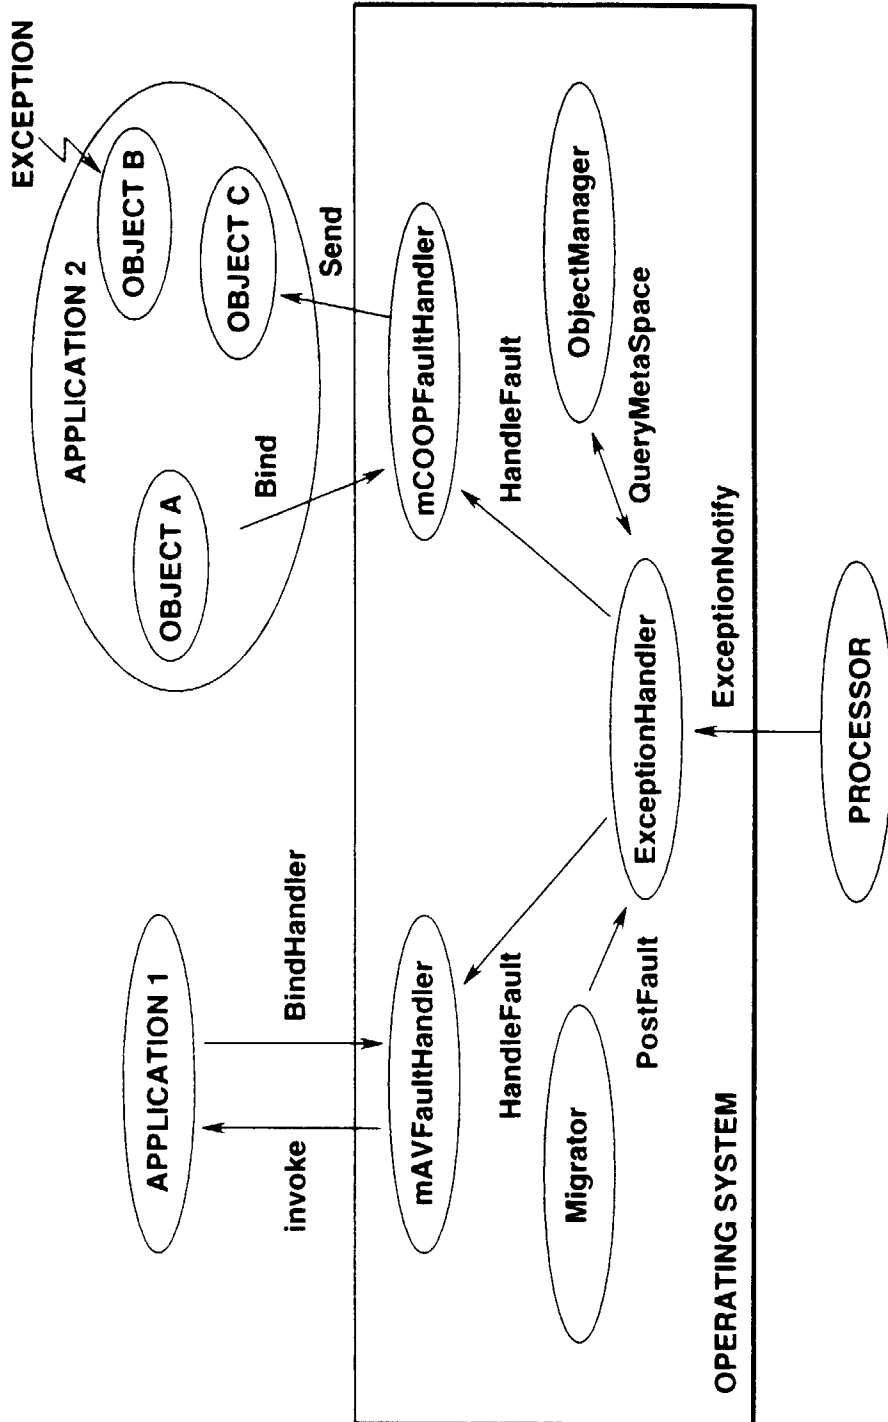 EXCEPTION
APPLICATION 2
OBJECT B
OBJECT A
OBJECT C
APPLICATION 1
invoke
BindHandler
Bind
Send
mAVFaultHandler
mCOOPFaultHandler
HandleFault
HandleFault
Migrator
ObjectManager
PostFault
QueryMetaSpace
ExceptionHandler
OPERATING SYSTEM
ExceptionNotify
PROCESSOR